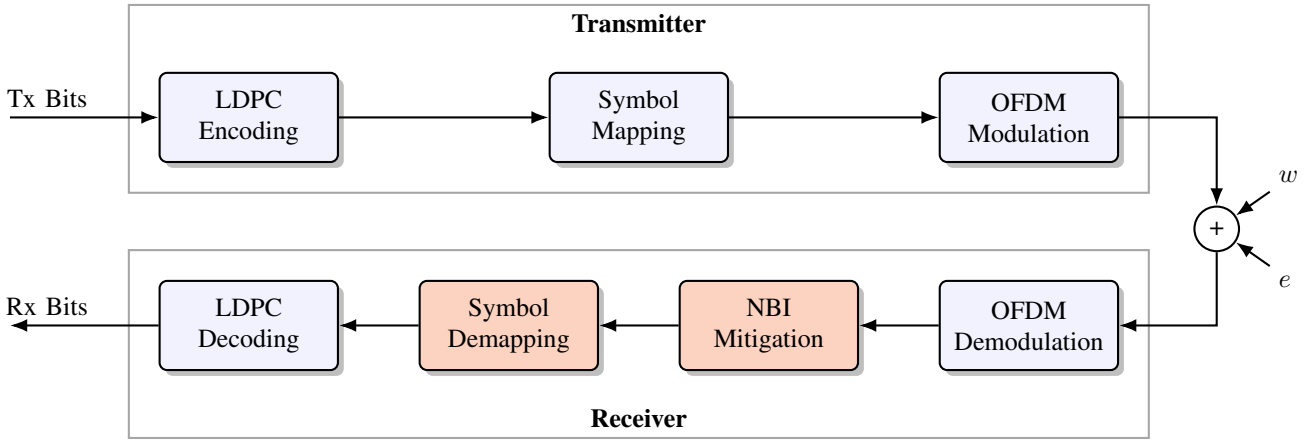 Transmitter
Tx Bits
LDPC
Encoding
Symbol
Mapping
OFDM
Modulation
w
+
e
Rx Bits
LDPC
Decoding
Symbol
Demapping
NBI
Mitigation
OFDM
Demodulation
Receiver